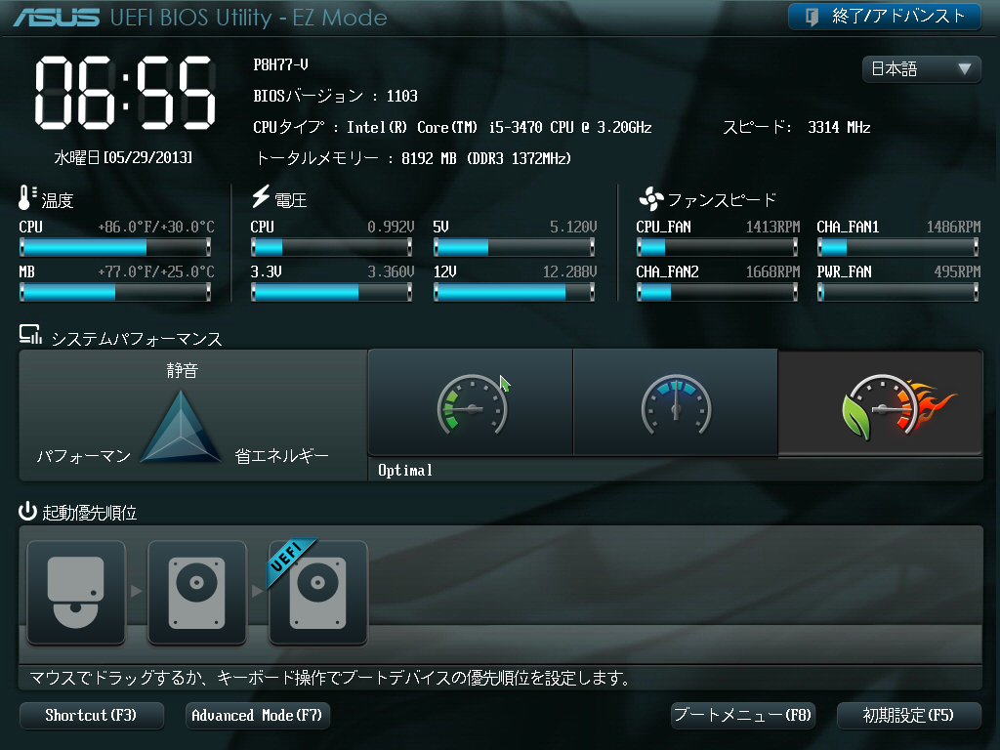 ASUS UEFI BIOS Utility - EZ Mode
終了/アドバンスト
06:55
水曜日[05/29/2013]
P8H77-V
BIOSバージョン : 1103
CPUタイプ : Intel(R) Core(TM) i5-3470 CPU @ 3.20GHz
スピード: 3314 MHz
トータルメモリー : 8192 MB (DDR3 1372MHz)
日本語
温度
CPU +86.0°F/+30.0°C
MB +77.0°F/+25.0°C
電圧
CPU 0.992V 5V 5.120V
3.3V 3.360V 12V 12.288V
ファンスピード
CPU_FAN 1413RPM CHA_FAN1 1486RPM
CHA_FAN2 1668RPM PWR_FAN 495RPM
システムパフォーマンス
静音
パフォーマン 省エネルギー
Optimal
起動優先順位
UEFI
マウスでドラッグするか、キーボード操作でブートデバイスの優先順位を設定します。
Shortcut(F3) Advanced Mode(F7) ブートメニュー(F8) 初期設定(F5)